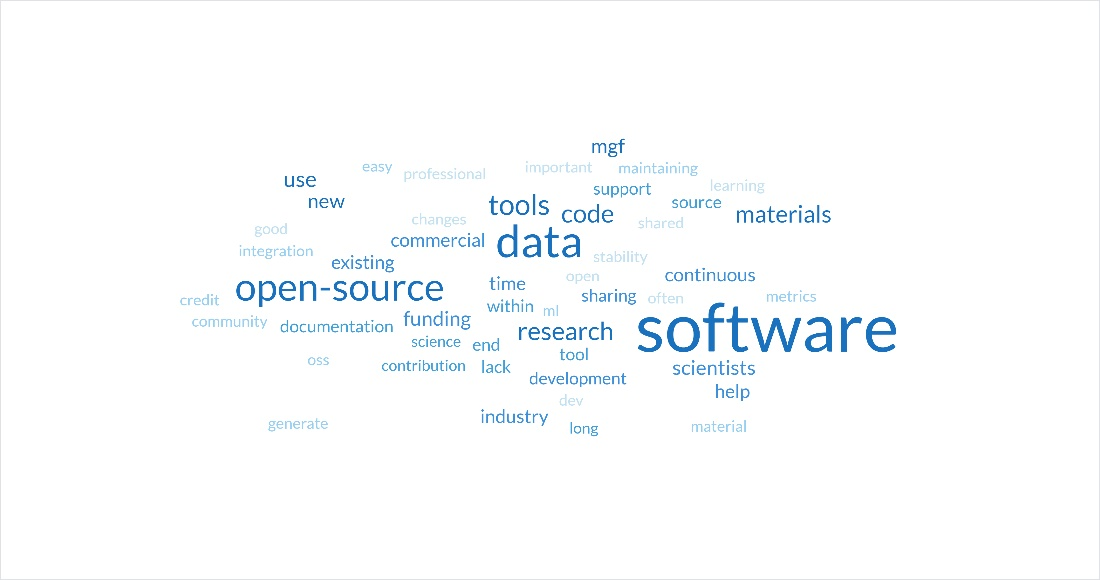 mgf
easy
professional
important
maintaining
use
support
learning
new
tools
code
source
materials
good
changes
shared
integration
commercial
data
existing
stability
open-source
time
open
continuous
credit
within
ml
sharing
often
metrics
community
documentation
funding
research
software
science
end
tool
oss
contribution
lack
development
scientists
help
dev
generate
industry
long
material